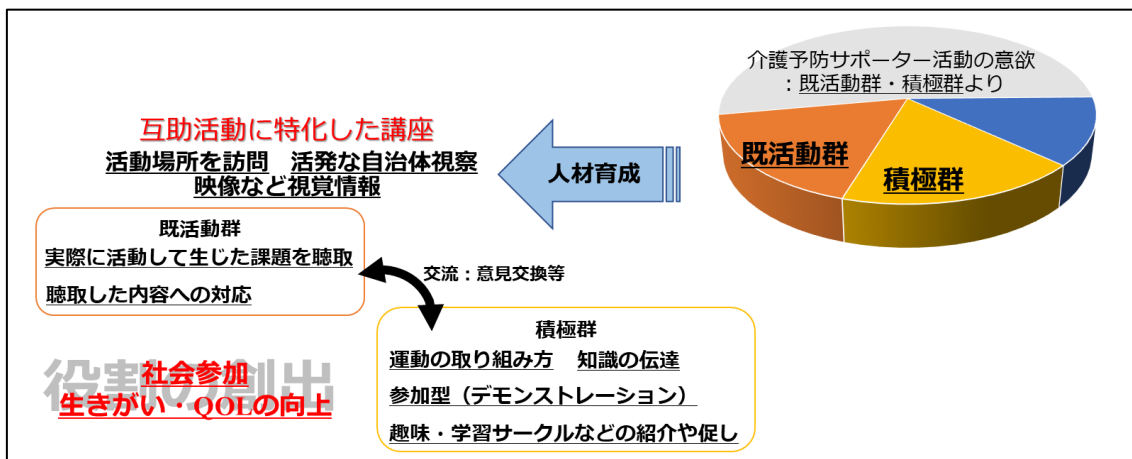 介護予防サポーター活動の意欲
：既活動群・積極群より
既活動群
積極群
人材育成
互助活動に特化した講座
活動場所を訪問　活発な自治体視察
映像など視覚情報
既活動群
実際に活動して生じた課題を聴取
聴取した内容への対応
交流：意見交換等
積極群
運動の取り組み方　知識の伝達
参加型（デモンストレーション）
趣味・学習サークルなどの紹介や促し
役割の創出
社会参加
生きがい・QOLの向上